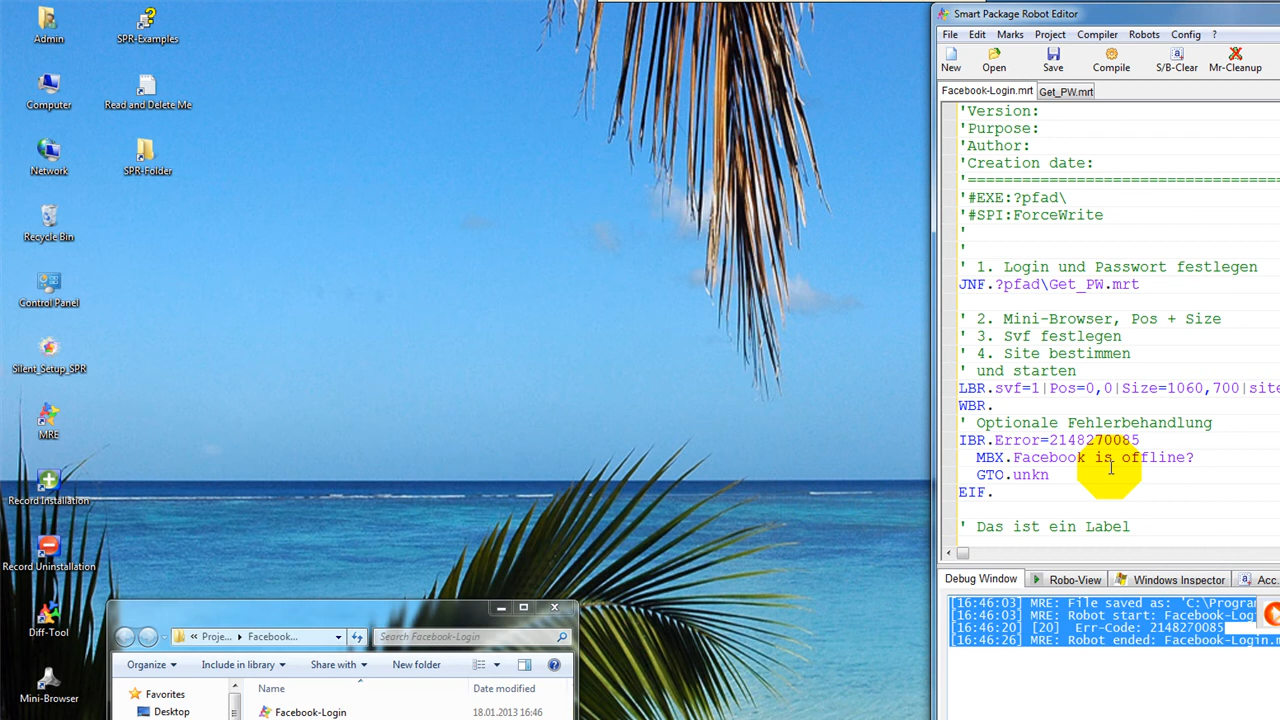 Admin
SPR-Examples
Computer
Read and Delete Me
Network
SPR-Folder
Recycle Bin
Control Panel
Silent_Setup_SPR
MRE
Record Installation
Record Uninstallation
Diff-Tool
Mini-Browser
Smart Package Robot Editor
File Edit Marks Project Compiler Robots Config ?
New Open Save Compile S/B-Clear Mr-Cleanup
Facebook-Login.mrt Get_PW.mrt
'Version:
'Purpose:
'Author:
'Creation date:
'====================================
'#EXE:?pfad\
'#SPI:ForceWrite
'
'
' 1. Login und Passwort festlegen
JNF.?pfad\Get_PW.mrt
' 2. Mini-Browser, Pos + Size
' 3. Svf festlegen
' 4. Site bestimmen
' und starten
LBR.svf=1|Pos=0,0|Size=1060,700|site
WBR.
' Optionale Fehlerbehandlung
IBR.Error=2148270085
MBX.Facebook is offline?
GTO.unkn
EIF.
' Das ist ein Label
Debug Window Robo-View Windows Inspector Acc
[16:46:03] MRE: File saved as: 'C:\Program
[16:46:03] MRE: Robot start: Facebook-Log
[16:46:20] [20] Err-Code: 2148270085
[16:46:26] MRE: Robot ended: Facebook-Login.m
« Proje... Facebook... Search Facebook-Login
Organize Include in library Share with New folder
Favorites
Desktop
Name Date modified
Facebook-Login 18.01.2013 16:46